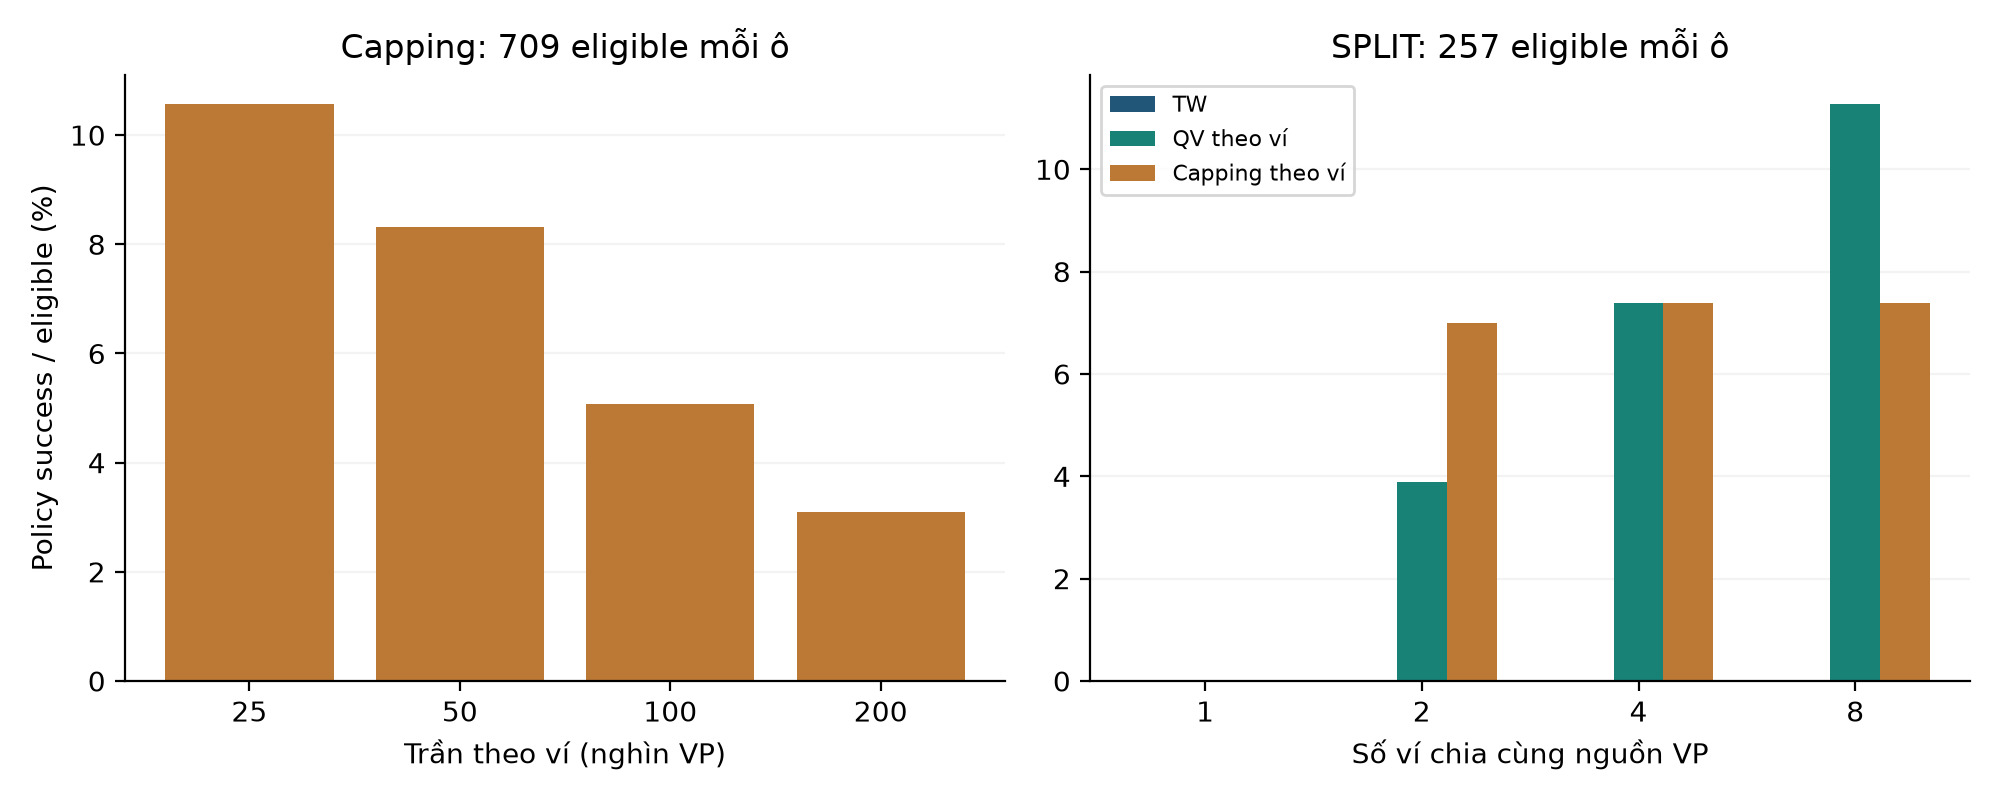 Capping: 709 eligible mỗi ô
Policy success / eligible (%)
10
8
6
4
2
0
25 50 100 200
Trần theo ví (nghìn VP)
SPLIT: 257 eligible mỗi ô
TW
QV theo ví
Capping theo ví
10
8
6
4
2
0
1 2 4 8
Số ví chia cùng nguồn VP